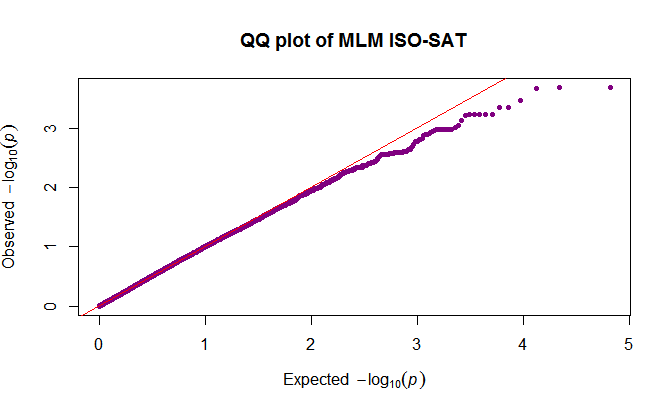 QQ plot of MLM ISO-SAT
Observed −log₁₀(p)
3
2
1
0
0 1 2 3 4 5
Expected −log₁₀(p)